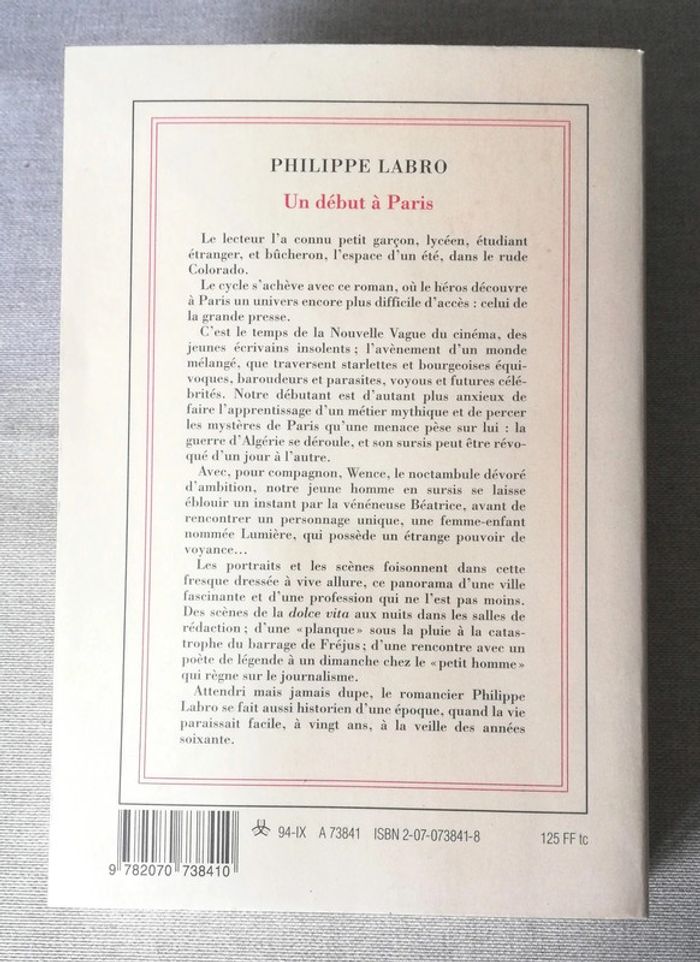 PHILIPPE LABRO
Un début à Paris
Le lecteur l'a connu petit garçon, lycéen, étudiant
étranger, et bûcheron, l'espace d'un été, dans le rude
Colorado.
Le cycle s'achève avec ce roman, où le héros découvre
à Paris un univers encore plus difficile d'accès : celui de
la grande presse.
C'est le temps de la Nouvelle Vague du cinéma, des
jeunes écrivains insolents ; l'avènement d'un monde
mélangé, que traversent starlettes et bourgeoises équi-
voques, baroudeurs et parasites, voyous et futures célé-
brités. Notre débutant est d'autant plus anxieux de
faire l'apprentissage d'un métier mythique et de percer
les mystères de Paris qu'une menace pèse sur lui : la
guerre d'Algérie se déroule, et son sursis peut être révo-
qué d'un jour à l'autre.
Avec, pour compagnon, Wence, le noctambule dévoré
d'ambition, notre jeune homme en sursis se laisse
éblouir un instant par la vénéneuse Béatrice, avant de
rencontrer un personnage unique, une femme-enfant
nommée Lumière, qui possède un étrange pouvoir de
voyance...
Les portraits et les scènes foisonnent dans cette
fresque dressée à vive allure, ce panorama d'une ville
fascinante et d'une profession qui ne l'est pas moins.
Des scènes de la dolce vita aux nuits dans les salles de
rédaction ; d'une « planque » sous la pluie à la catas-
trophe du barrage de Fréjus ; d'une rencontre avec un
poète de légende à un dimanche chez le « petit homme »
qui règne sur le journalisme.
Attendri mais jamais dupe, le romancier Philippe
Labro se fait aussi historien d'une époque, quand la vie
paraissait facile, à vingt ans, à la veille des années
soixante.
94-IX A 73841 ISBN 2-07-073841-8 125 FF tc
9 782070 738410